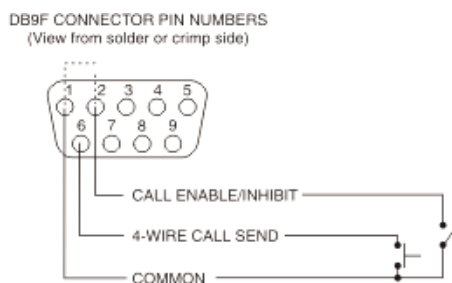 DB9F CONNECTOR PIN NUMBERS
(View from solder or crimp side)
1 2 3 4 5
6 7 8 9
CALL ENABLE/INHIBIT
4-WIRE CALL SEND
COMMON